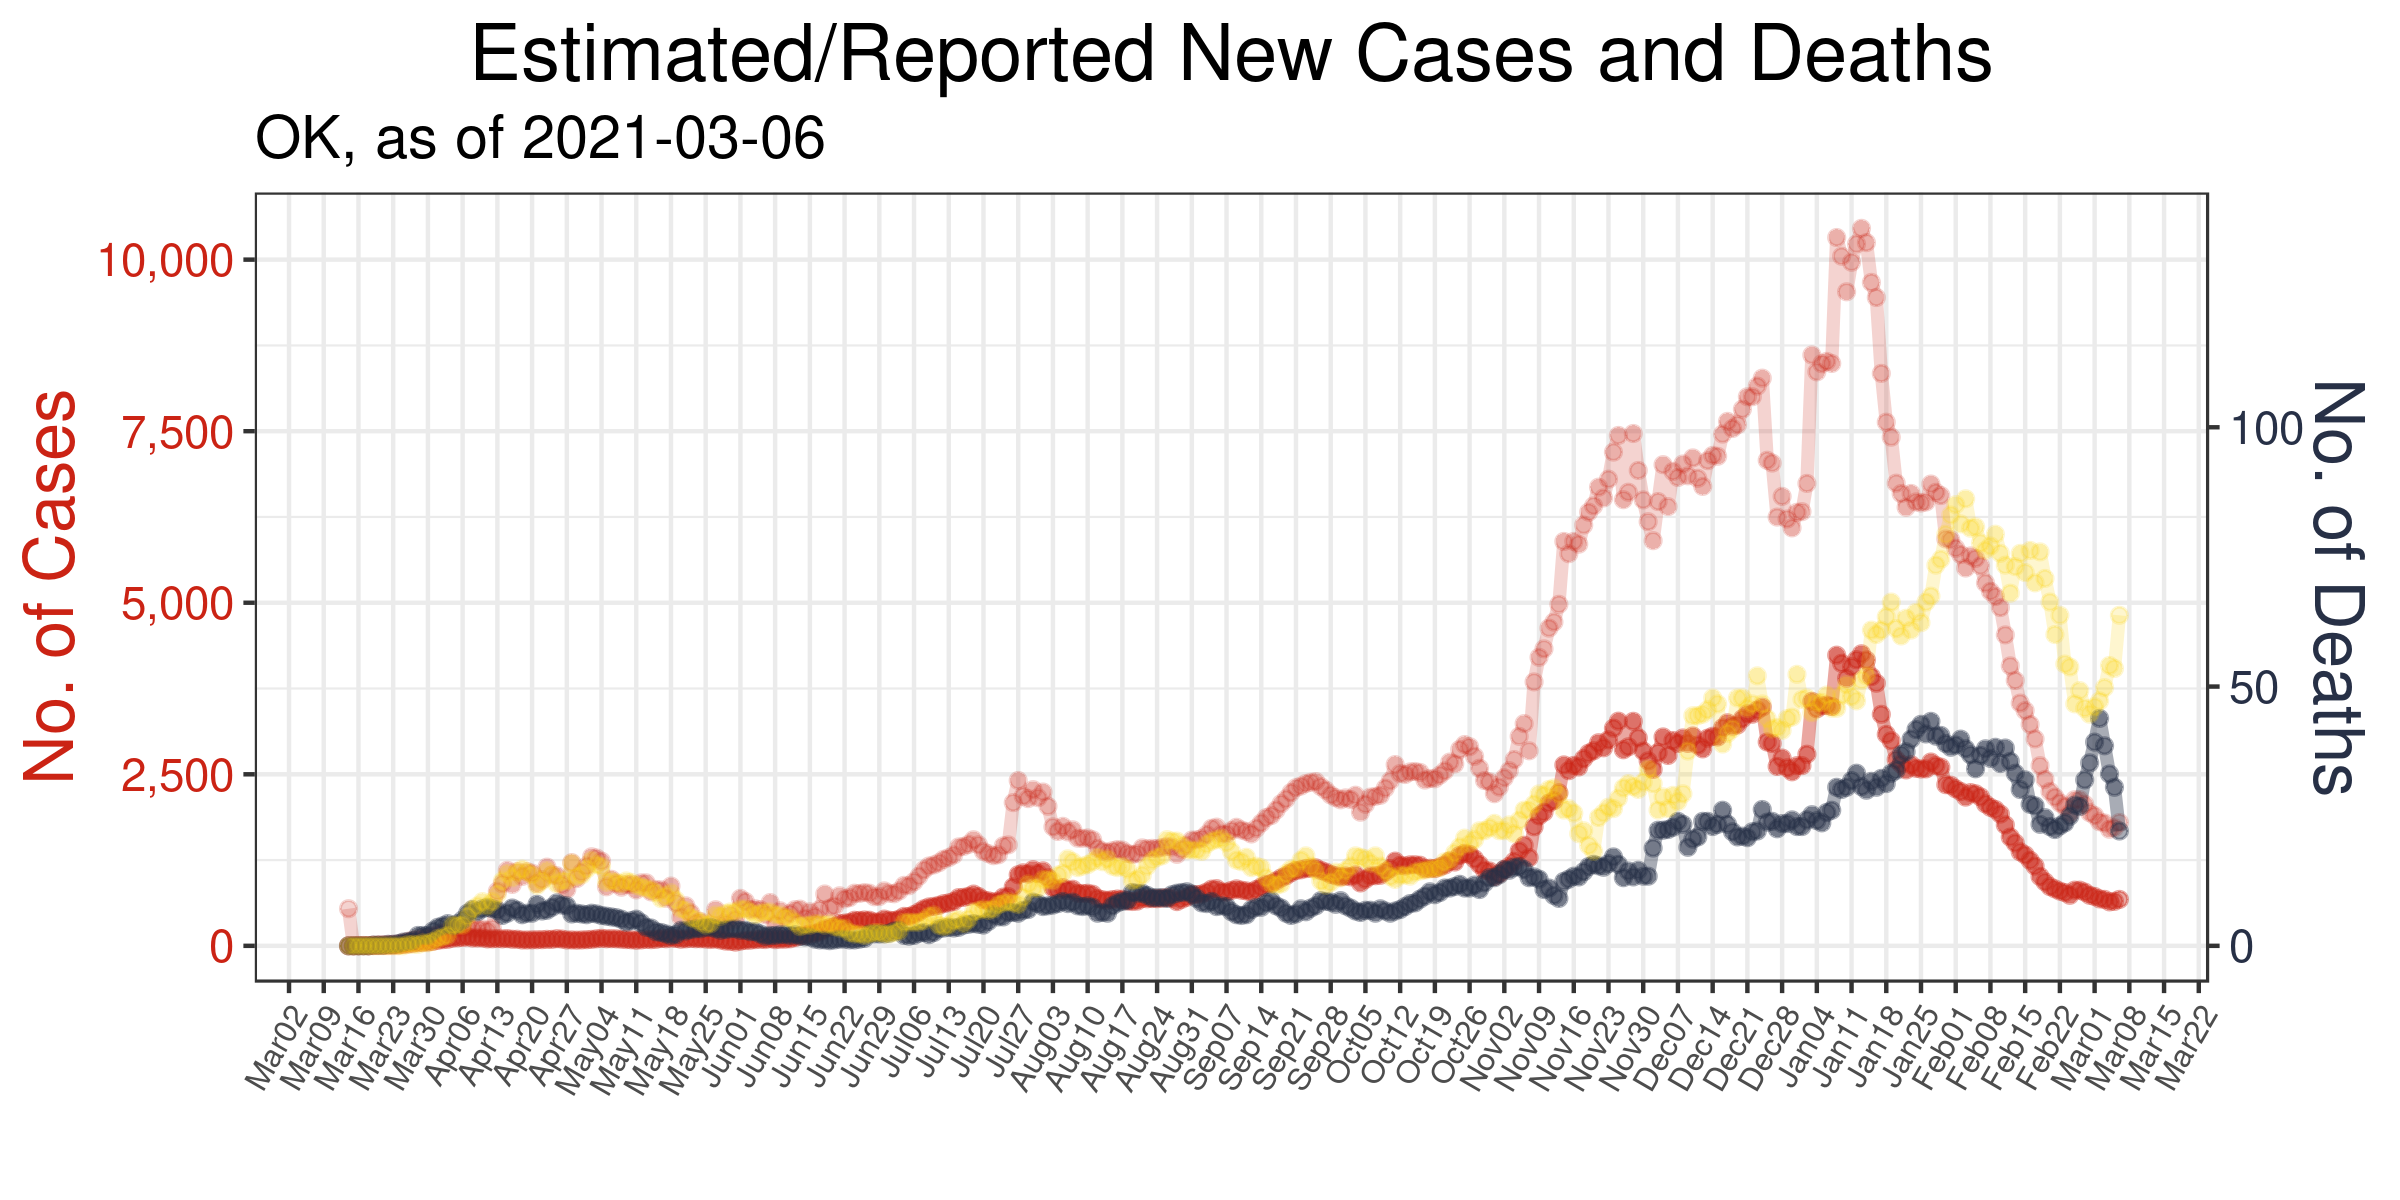 Estimated/Reported New Cases and Deaths
OK, as of 2021-03-06
No. of Cases
10,000
7,500
5,000
2,500
0
No. of Deaths
100
50
0
Mar02
Mar09
Mar16
Mar23
Mar30
Apr06
Apr13
Apr20
Apr27
May04
May11
May18
May25
Jun01
Jun08
Jun15
Jun22
Jun29
Jul06
Jul13
Jul20
Jul27
Aug03
Aug10
Aug17
Aug24
Aug31
Sep07
Sep14
Sep21
Sep28
Oct05
Oct12
Oct19
Oct26
Nov02
Nov09
Nov16
Nov23
Nov30
Dec07
Dec14
Dec21
Dec28
Jan04
Jan11
Jan18
Jan25
Feb01
Feb08
Feb15
Feb22
Mar01
Mar08
Mar15
Mar22